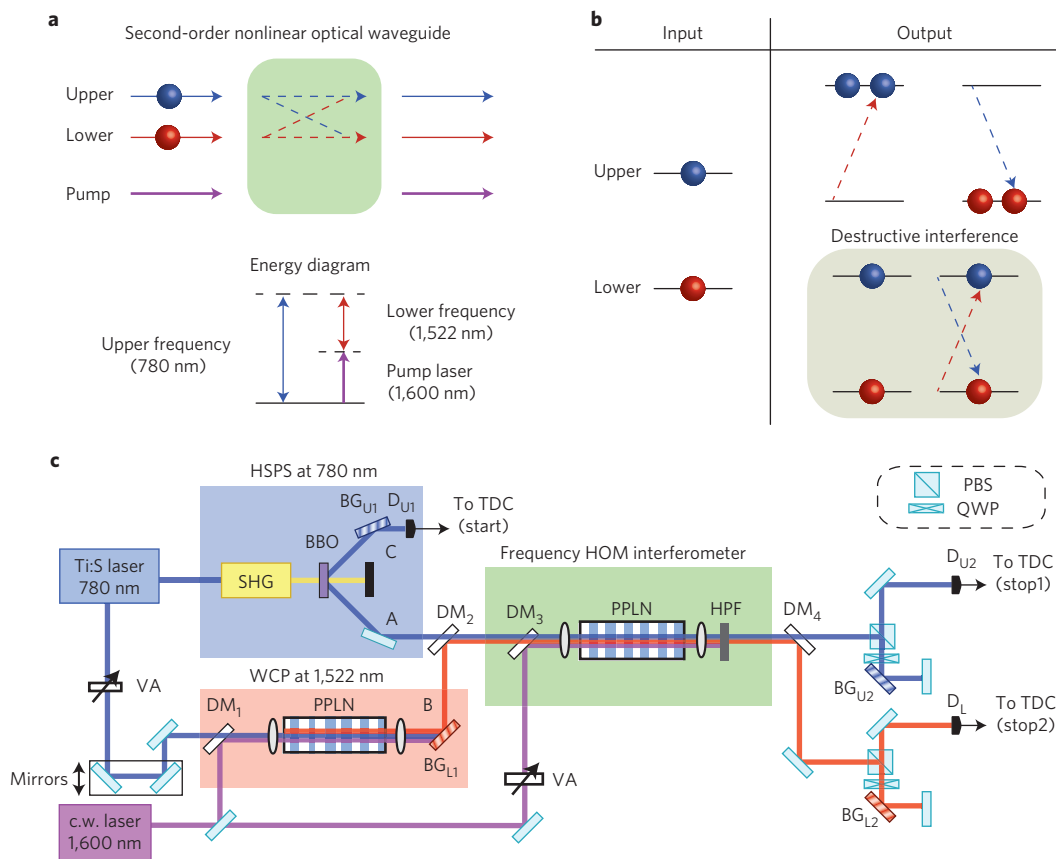 a
Second-order nonlinear optical waveguide
Upper
Lower
Pump
Energy diagram
Upper frequency
(780 nm)
Lower frequency
(1,522 nm)
Pump laser
(1,600 nm)
b
Input
Output
Upper
Lower
Destructive interference
c
HSPS at 780 nm
Ti:S laser
780 nm
SHG
BBO
BG_U1
D_U1
To TDC
(start)
C
A
VA
Mirrors
c.w. laser
1,600 nm
WCP at 1,522 nm
DM_1
PPLN
B
BG_L1
DM_2
Frequency HOM interferometer
DM_3
PPLN
HPF
VA
DM_4
PBS
QWP
D_U2
To TDC
(stop1)
BG_U2
D_L
To TDC
(stop2)
BG_L2